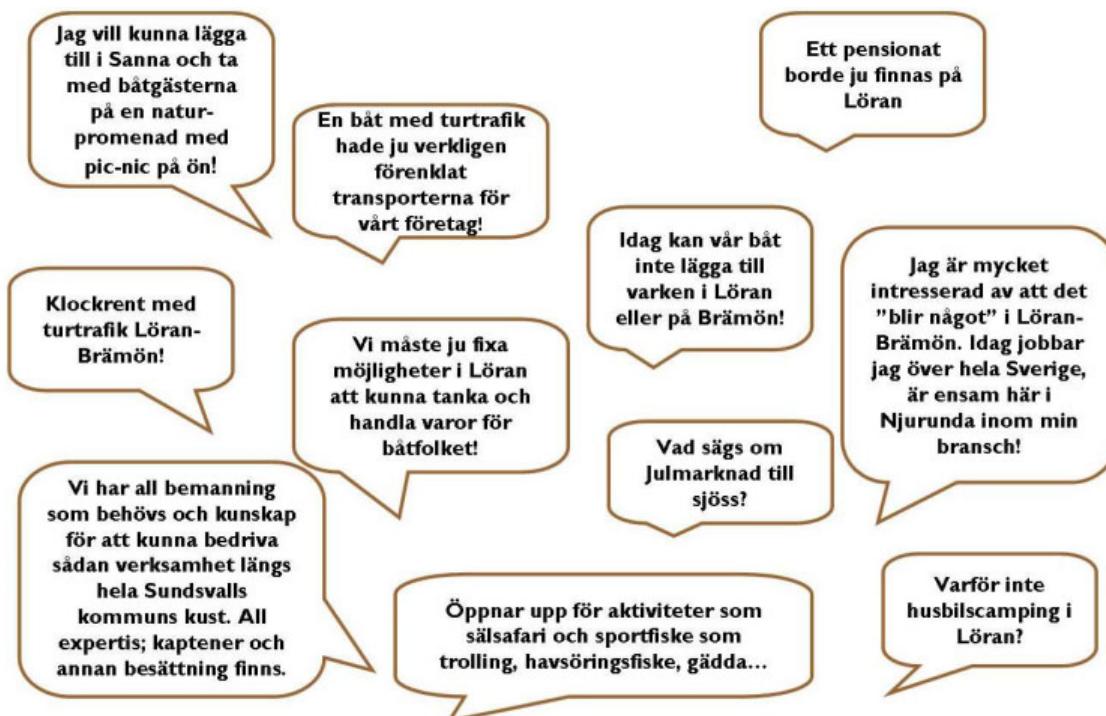 Jag vill kunna lägga
till i Sanna och ta
med båtgästerna
på en natur-
promenad med
pic-nic på ön!
En båt med turtrafik
hade ju verkligen
förenklat
transporterna för
vårt företag!
Ett pensionat
borde ju finnas på
Löran
Idag kan vår båt
inte lägga till
varken i Löran
eller på Brämön!
Jag är mycket
intresserad av att det
”blir något” i Löran-
Brämön. Idag jobbar
jag över hela Sverige,
är ensam här i
Njurunda inom min
bransch!
Klockrent med
turtrafik Löran-
Brämön!
Vi måste ju fixa
möjligheter i Löran
att kunna tanka och
handla varor för
båtfolket!
Vad sägs om
Julmarknad till
sjöss?
Vi har all bemanning
som behövs och kunskap
för att kunna bedriva
sådan verksamhet längs
hela Sundsvalls
kommuns kust. All
expertis; kaptener och
annan besättning finns.
Öppnar upp för aktiviteter som
sälsafari och sportfiske som
trolling, havsöringsfiske, gädda…
Varför inte
husbilscamping i
Löran?